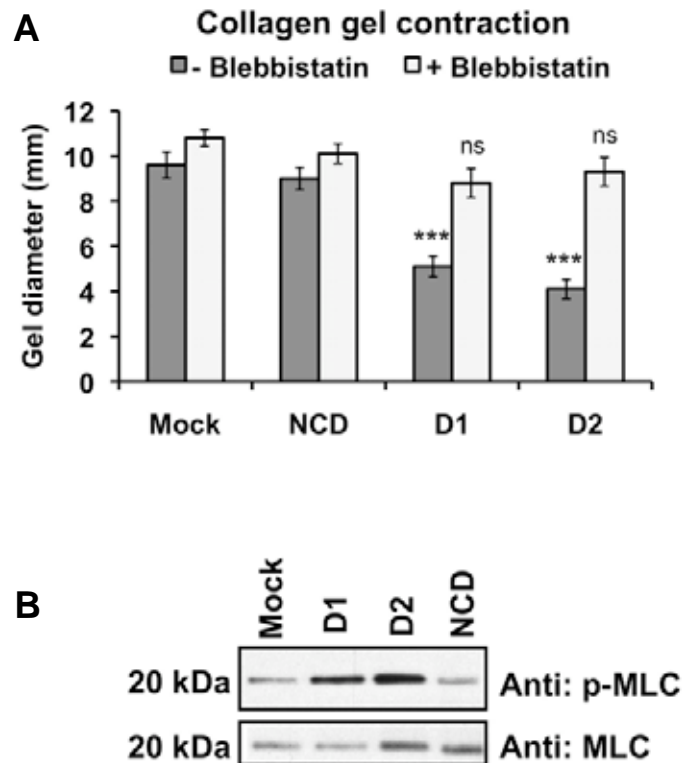 A
Collagen gel contraction
- Blebbistatin + Blebbistatin
Gel diameter (mm)
12
10
8
6
4
2
0
ns
ns
***
***
Mock NCD D1 D2
B
Mock D1 D2 NCD
20 kDa Anti: p-MLC
20 kDa Anti: MLC